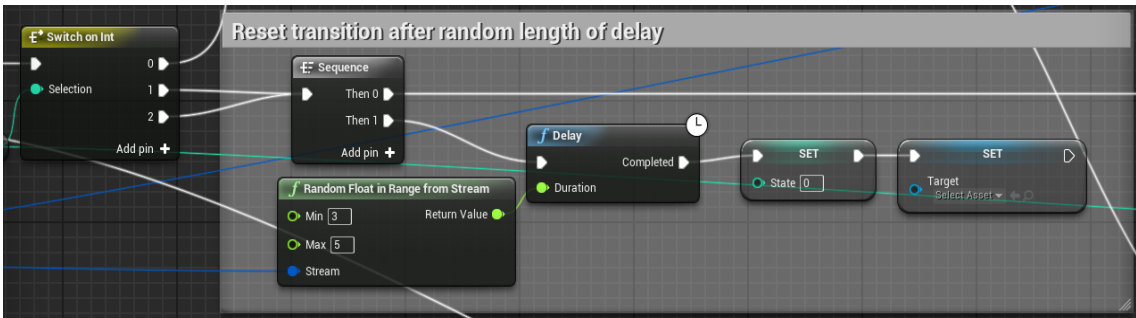 Reset transition after random length of delay
Switch on Int
0
Selection
1
2
Add pin +
Sequence
Then 0
Then 1
Add pin +
f Random Float in Range from Stream
Min 3
Return Value
Max 5
Stream
f Delay
Completed
Duration
SET
State 0
SET
Target
Select Asset